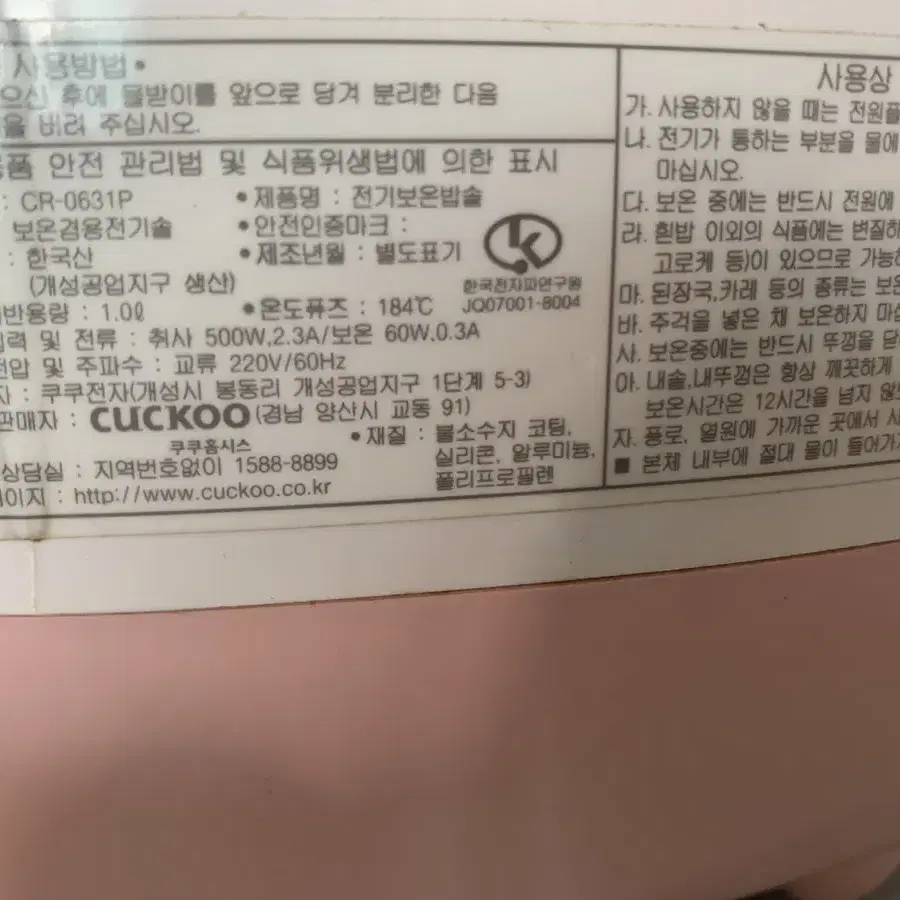 사용방법 •
으신 후에 물받이를 앞으로 당겨 분리한 다음
을 버려 주십시오.
용품 안전 관리법 및 식품위생법에 의한 표시
: CR-0631P • 제품명 : 전기보온밥솥
보온겸용전기솥 • 안전인증마크 :
: 한국산 • 제조년월 : 별도표기
(개성공업지구 생산)
한국전자파연구원
JQ07001-8004
반용량 : 1.0ℓ • 온도퓨즈 : 184℃
력 및 전류 : 취사 500W,2.3A/보온 60W,0.3A
전압 및 주파수 : 교류 220V/60Hz
자 : 쿠쿠전자(개성시 봉동리 개성공업지구 1단계 5-3)
판매자 : CUCKOO (경남 양산시 교동 91)
쿠쿠홈시스
• 재질 : 불소수지 코팅,
실리콘, 알루미늄,
폴리프로필렌
상담실 : 지역번호없이 1588-8899
이지 : http://www.cuckoo.co.kr
사용상
가. 사용하지 않을 때는 전원플
나. 전기가 통하는 부분을 물에
마십시오.
다. 보온 중에는 반드시 전원에
라. 흰밥 이외의 식품에는 변질하
고로케 등)이 있으므로 가능하
마. 된장국,카레 등의 종류는 보온
바. 주걱을 넣은 채 보온하지 마십
사. 보온중에는 반드시 뚜껑을 닫
아. 내솥,내뚜껑은 항상 깨끗하게
보온시간은 12시간을 넘지 않도
자. 풍로, 열원에 가까운 곳에서 사
■ 본체 내부에 절대 물이 들어가지